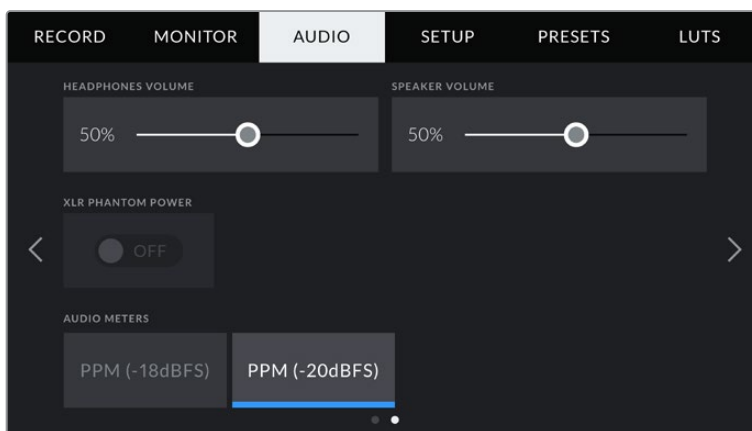 RECORD MONITOR AUDIO SETUP PRESETS LUTS
HEADPHONES VOLUME SPEAKER VOLUME
50% 50%
XLR PHANTOM POWER
OFF
AUDIO METERS
PPM (-18dBFS) PPM (-20dBFS)